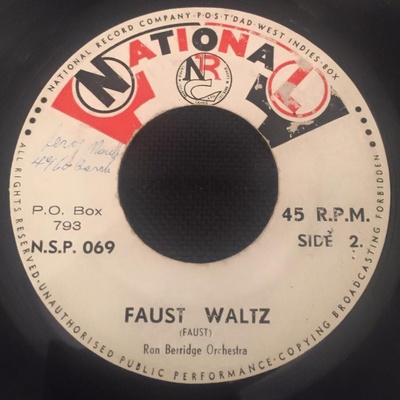 NATIONAL RECORD COMPANY-POST'DAD-WEST INDIES-BOX
NATIONAL
NR
P.O. Box
793
N.S.P. 069
45 R.P.M.
SIDE 2.
FAUST WALTZ
(FAUST)
Ron Berridge Orchestra
ALL RIGHTS RESERVED-UNAUTHORISED PUBLIC PERFORMANCE-COPYING BROADCASTING PROHIBITED